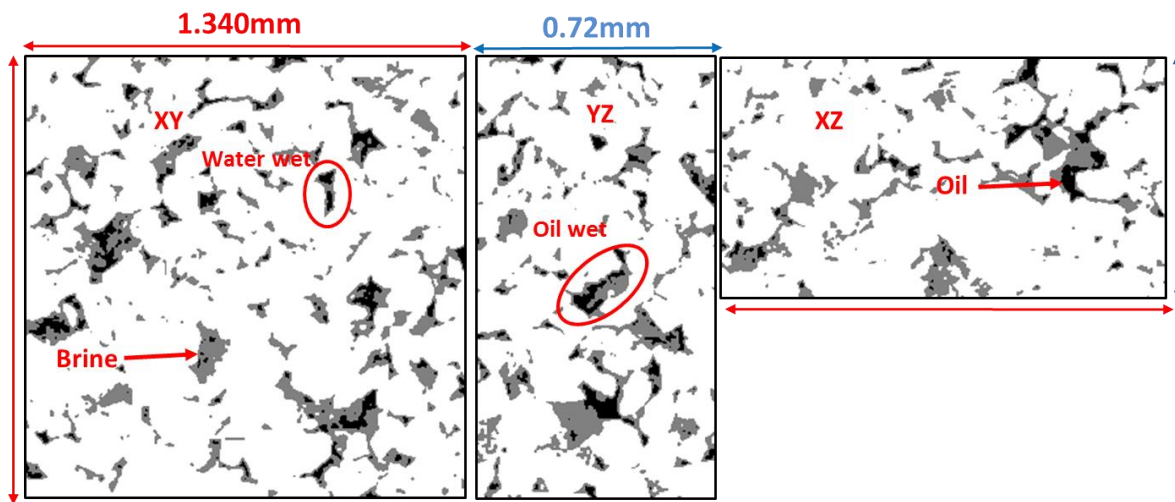 1.340mm
0.72mm
XY
YZ
XZ
Water wet
Oil
Oil wet
Brine